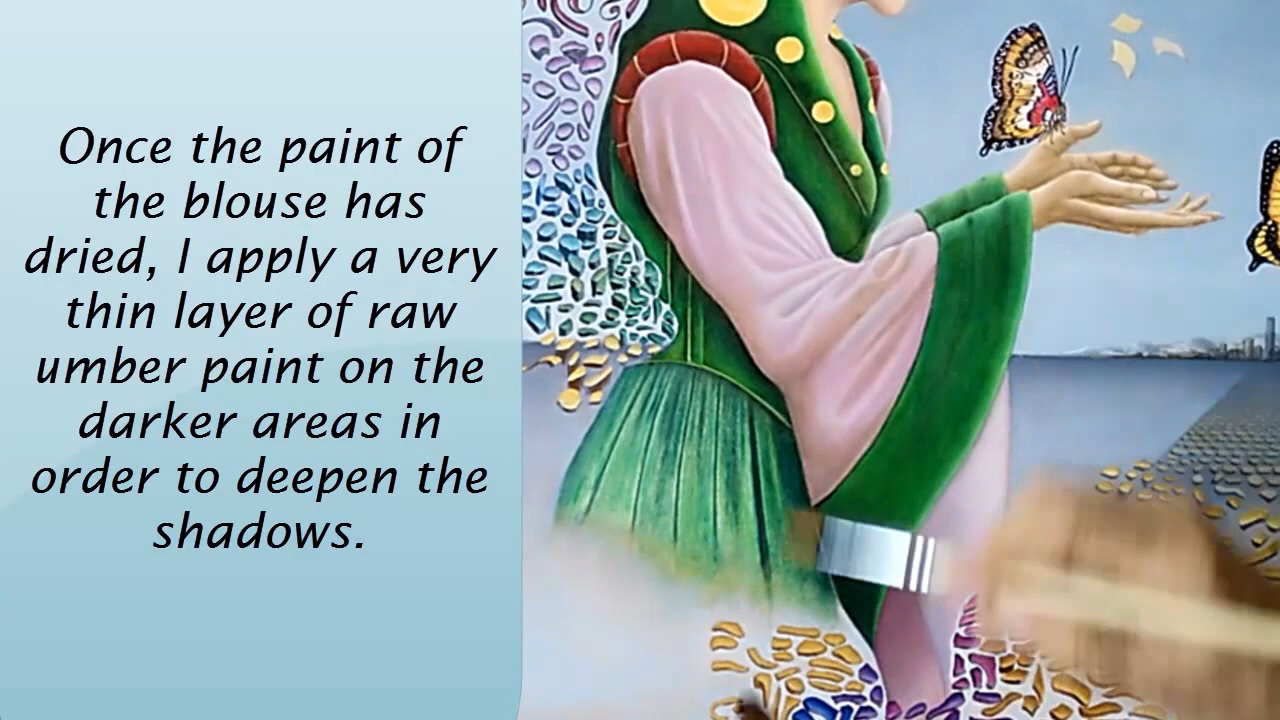 Once the paint of
the blouse has
dried, I apply a very
thin layer of raw
umber paint on the
darker areas in
order to deepen the
shadows.